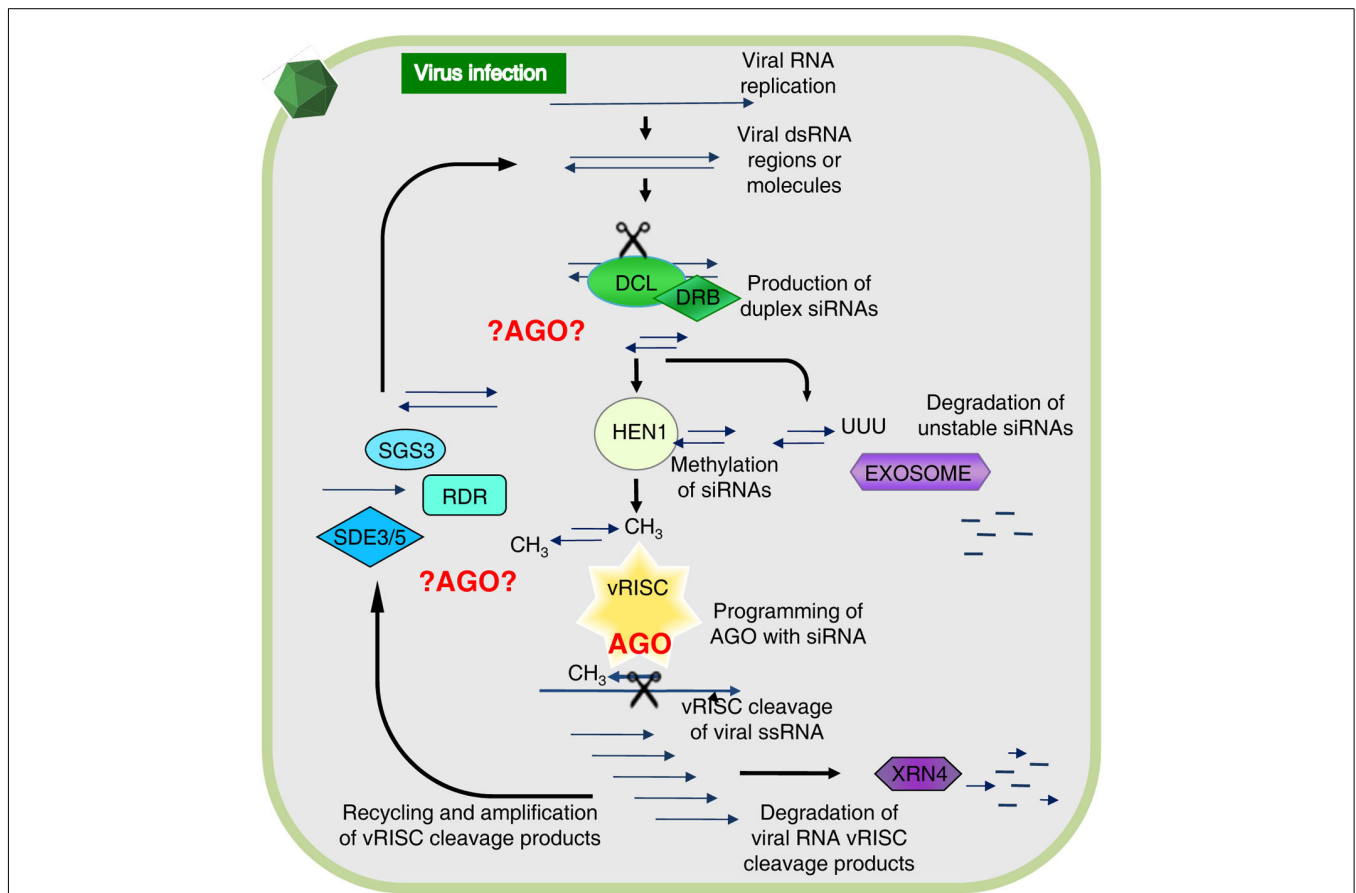 Virus infection
Viral RNA
replication
Viral dsRNA
regions or
molecules
DCL
DRB
Production of
duplex siRNAs
?AGO?
HEN1
Methylation
of siRNAs
UUU
Degradation of
unstable siRNAs
EXOSOME
SGS3
RDR
SDE3/5
?AGO?
CH₃
CH₃
vRISC
AGO
Programming of
AGO with siRNA
CH₃
vRISC cleavage
of viral ssRNA
XRN4
Recycling and amplification
of vRISC cleavage products
Degradation of
viral RNA vRISC
cleavage products